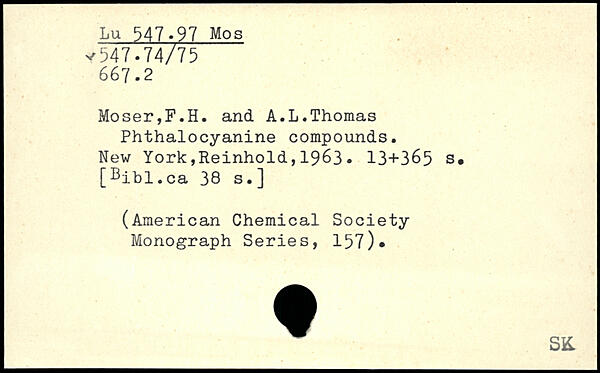 Lu 547.97 Mos
547.74/75
667.2
Moser,F.H. and A.L.Thomas
Phthalocyanine compounds.
New York,Reinhold,1963. 13+365 s.
[Bibl.ca 38 s.]
(American Chemical Society
Monograph Series, 157).
SK